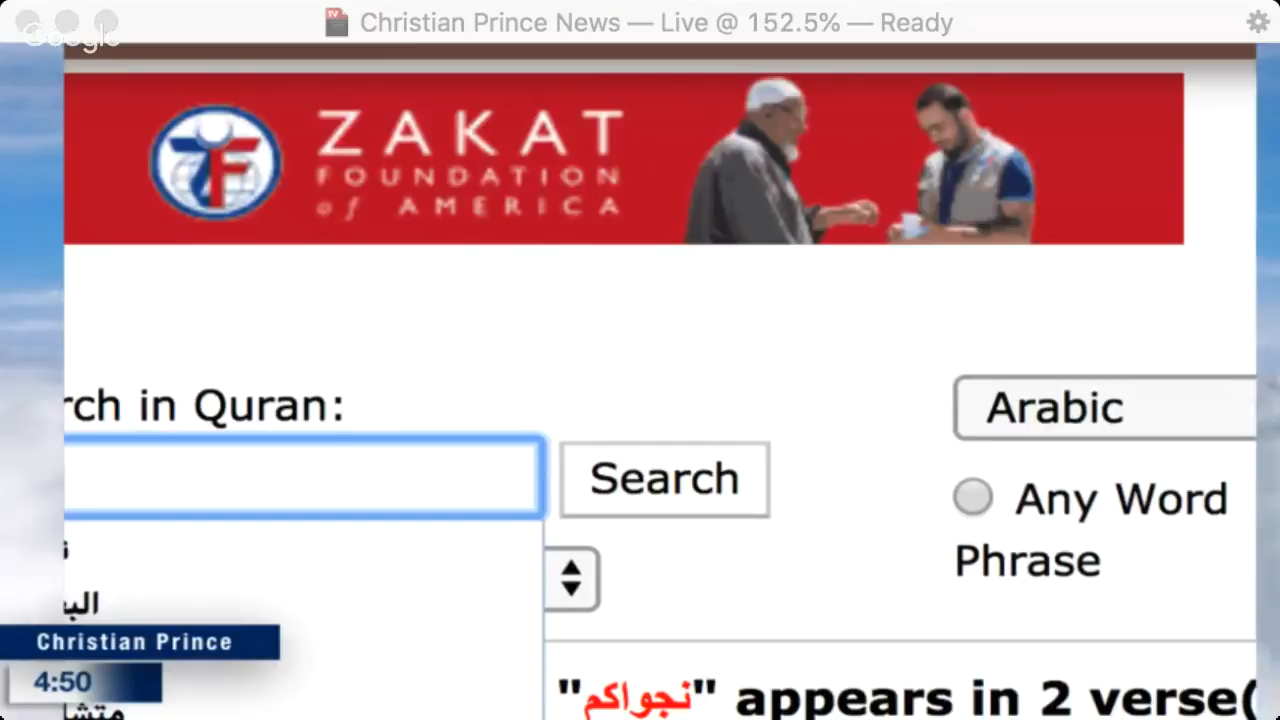 Christian Prince News — Live @ 152.5% — Ready
Google
ZAKAT
FOUNDATION
of AMERICA
rch in Quran:
Arabic
Search
Any Word
Phrase
Christian Prince
4:50
"نجواكم" appears in 2 verse(